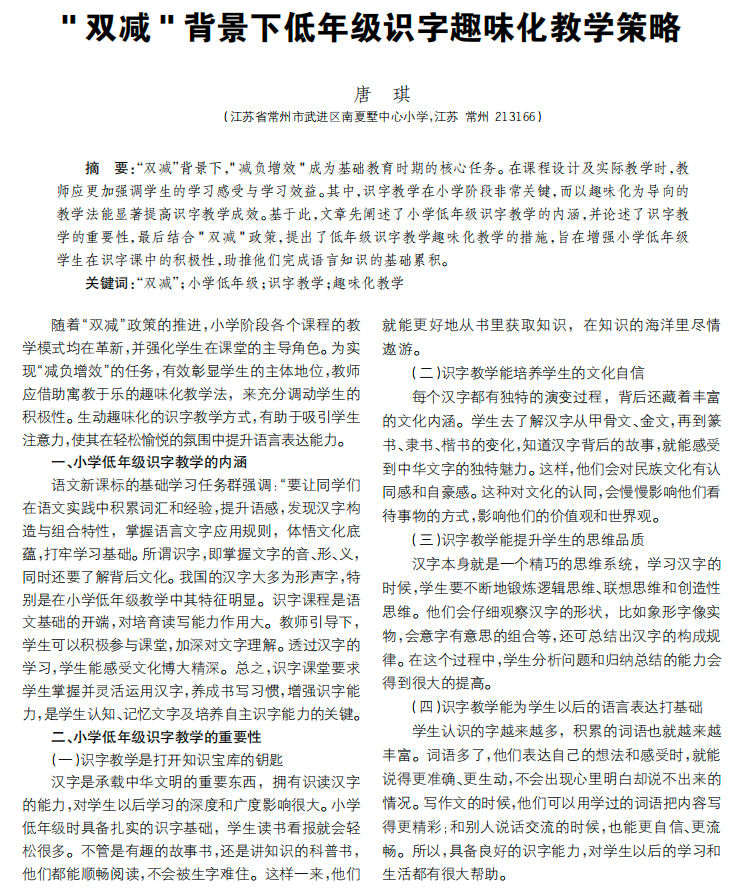 "双减"背景下低年级识字趣味化教学策略
唐 琪
(江苏省常州市武进区南夏墅中心小学,江苏 常州 213166)
摘 要:“双减”背景下,"减负增效"成为基础教育时期的核心任务。在课程设计及实际教学时,教
师应更加强调学生的学习感受与学习效益。其中,识字教学在小学阶段非常关键,而以趣味化为导向的
教学法能显著提高识字教学成效。基于此,文章先阐述了小学低年级识字教学的内涵,并论述了识字教
学的重要性,最后结合"双减"政策,提出了低年级识字教学趣味化教学的措施,旨在增强小学低年级
学生在识字课中的积极性,助推他们完成语言知识的基础累积。
关键词:“双减”;小学低年级;识字教学;趣味化教学
随着“双减”政策的推进,小学阶段各个课程的教
学模式均在革新,并强化学生在课堂的主导角色。为实
现“减负增效”的任务,有效彰显学生的主体地位,教师
应借助寓教于乐的趣味化教学法,来充分调动学生的
积极性。生动趣味化的识字教学方式,有助于吸引学生
注意力,使其在轻松愉悦的氛围中提升语言表达能力。
一、小学低年级识字教学的内涵
语文新课标的基础学习任务群强调:“要让同学们
在语文实践中积累词汇和经验,提升语感,发现汉字构
造与组合特性，掌握语言文字应用规则，体悟文化底
蕴,打牢学习基础。所谓识字,即掌握文字的音、形、义,
同时还要了解背后文化。我国的汉字大多为形声字,特
别是在小学低年级教学中其特征明显。识字课程是语
文基础的开端,对培育读写能力作用大。教师引导下,
学生可以积极参与课堂,加深对文字理解。透过汉字的
学习,学生能感受文化博大精深。总之,识字课堂要求
学生掌握并灵活运用汉字,养成书写习惯,增强识字能
力,是学生认知、记忆文字及培养自主识字能力的关键。
二、小学低年级识字教学的重要性
(一)识字教学是打开知识宝库的钥匙
汉字是承载中华文明的重要东西，拥有识读汉字
的能力,对学生以后学习的深度和广度影响很大。小学
低年级时具备扎实的识字基础，学生读书看报就会轻
松很多。不管是有趣的故事书,还是讲知识的科普书,
他们都能顺畅阅读,不会被生字难住。这样一来,他们
就能更好地从书里获取知识，在知识的海洋里尽情
遨游。
(二)识字教学能培养学生的文化自信
每个汉字都有独特的演变过程，背后还藏着丰富
的文化内涵。学生去了解汉字从甲骨文、金文,再到篆
书、隶书、楷书的变化,知道汉字背后的故事,就能感受
到中华文字的独特魅力。这样,他们会对民族文化有认
同感和自豪感。这种对文化的认同,会慢慢影响他们看
待事物的方式,影响他们的价值观和世界观。
(三)识字教学能提升学生的思维品质
汉字本身就是一个精巧的思维系统，学习汉字的
时候,学生要不断地锻炼逻辑思维、联想思维和创造性
思维。他们会仔细观察汉字的形状，比如象形字像实
物,会意字有意思的组合等,还可总结出汉字的构成规
律。在这个过程中,学生分析问题和归纳总结的能力会
得到很大的提高。
(四)识字教学能为学生以后的语言表达打基础
学生认识的字越来越多，积累的词语也就越来越
丰富。词语多了,他们表达自己的想法和感受时,就能
说得更准确、更生动,不会出现心里明白却说不出来的
情况。写作文的时候,他们可以用学过的词语把内容写
得更精彩;和别人说话交流的时候,也能更自信、更流
畅。所以,具备良好的识字能力,对学生以后的学习和
生活都有很大帮助。